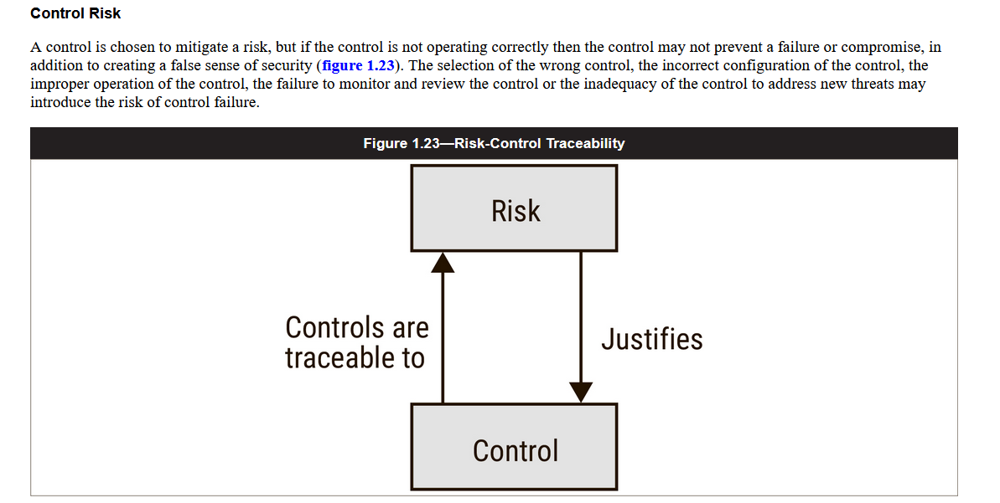 Control Risk
A control is chosen to mitigate a risk, but if the control is not operating correctly then the control may not prevent a failure or compromise, in
addition to creating a false sense of security (figure 1.23). The selection of the wrong control, the incorrect configuration of the control, the
improper operation of the control, the failure to monitor and review the control or the inadequacy of the control to address new threats may
introduce the risk of control failure.
Figure 1.23—Risk-Control Traceability
Risk
Controls are
traceable to
Justifies
Control